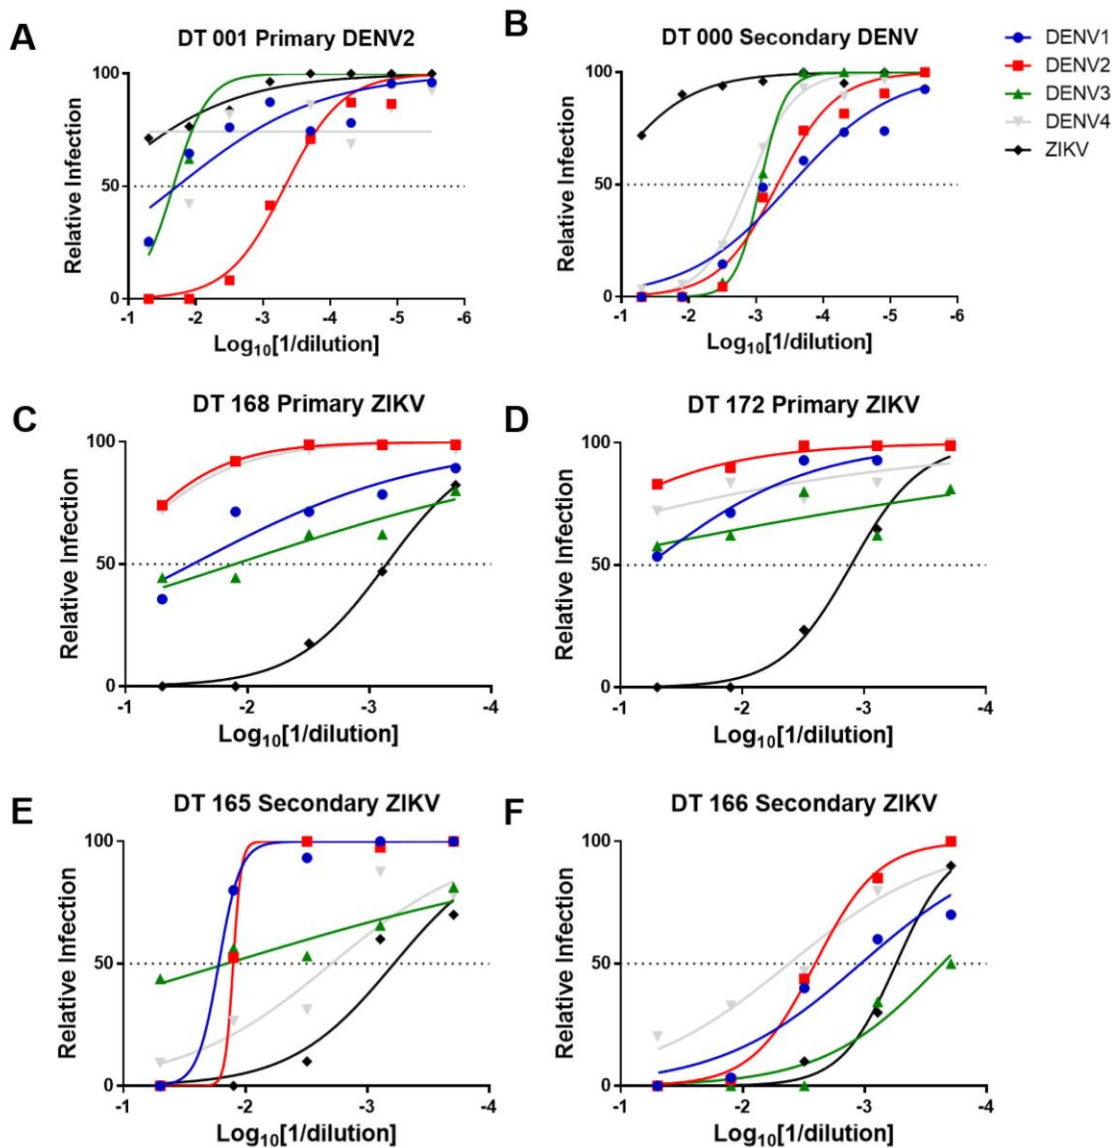 A
DT 001 Primary DENV2
Relative Infection
100
50
0
-1
-2
-3
-4
-5
-6
Log10[1/dilution]
B
DT 000 Secondary DENV
Relative Infection
100
50
0
-1
-2
-3
-4
-5
-6
Log10[1/dilution]
DENV1
DENV2
DENV3
DENV4
ZIKV
C
DT 168 Primary ZIKV
Relative Infection
100
50
0
-1
-2
-3
-4
Log10[1/dilution]
D
DT 172 Primary ZIKV
Relative Infection
100
50
0
-1
-2
-3
-4
Log10[1/dilution]
E
DT 165 Secondary ZIKV
Relative Infection
100
50
0
-1
-2
-3
-4
Log10[1/dilution]
F
DT 166 Secondary ZIKV
Relative Infection
100
50
0
-1
-2
-3
-4
Log10[1/dilution]